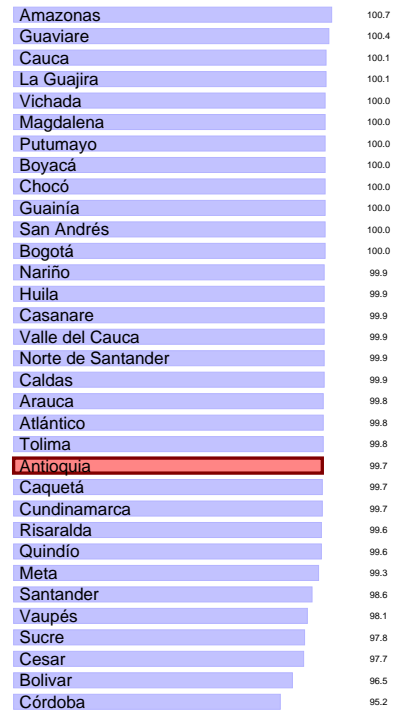 Amazonas 100.7
Guaviare 100.4
Cauca 100.1
La Guajira 100.1
Vichada 100.0
Magdalena 100.0
Putumayo 100.0
Boyacá 100.0
Chocó 100.0
Guainía 100.0
San Andrés 100.0
Bogotá 100.0
Nariño 99.9
Huila 99.9
Casanare 99.9
Valle del Cauca 99.9
Norte de Santander 99.9
Caldas 99.9
Arauca 99.8
Atlántico 99.8
Tolima 99.8
Antioquia 99.7
Caquetá 99.7
Cundinamarca 99.7
Risaralda 99.6
Quindío 99.6
Meta 99.3
Santander 98.6
Vaupés 98.1
Sucre 97.8
Cesar 97.7
Bolivar 96.5
Córdoba 95.2